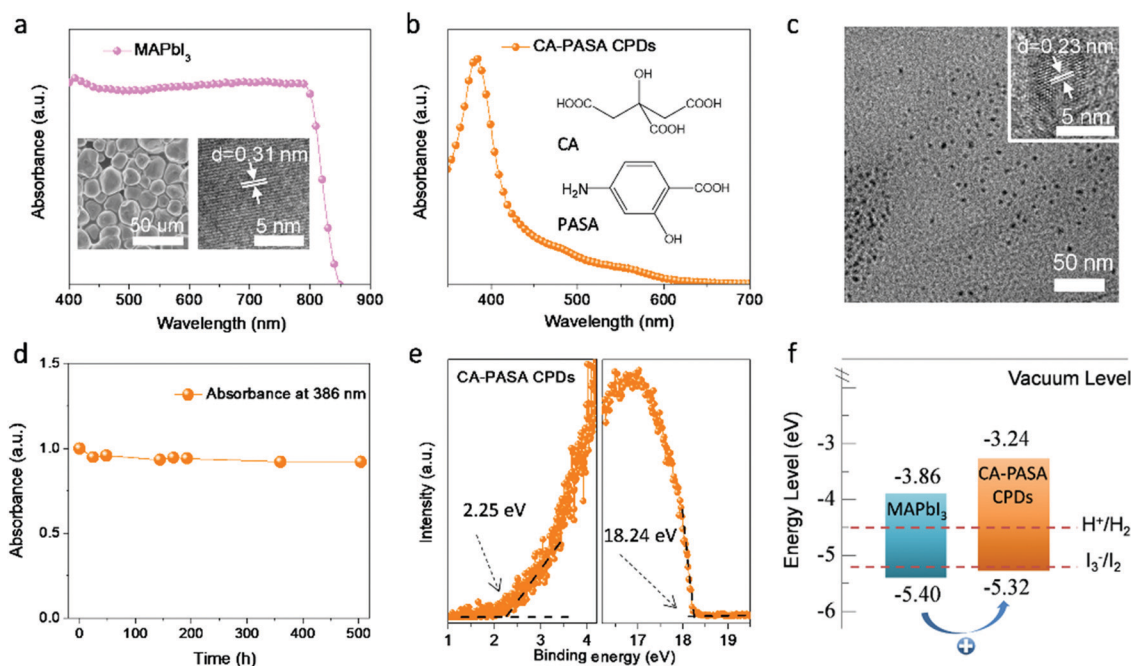 a
MAPbI3
Absorbance (a.u.)
d=0.31 nm
50 um
5 nm
400 500 600 700 800 900
Wavelength (nm)
b
CA-PASA CPDs
Absorbance (a.u.)
OH
HOOC
COOH
COOH
CA
H2N
COOH
PASA
OH
400 500 600 700
Wavelength (nm)
c
d=0.23 nm
5 nm
50 nm
d
1.5
1.0
0.5
0.0
Absorbance (a.u.)
Absorbance at 386 nm
0 100 200 300 400 500
Time (h)
e
CA-PASA CPDs
Intensity (a.u.)
2.25 eV
18.24 eV
1 2 3 4 17 18 19
Binding energy (eV)
f
Vacuum Level
Energy Level (eV)
-3
-4
-5
-6
-3.24
-3.86
CA-PASA
CPDs
MAPbI3
H+/H2
I3-/I2
-5.40
-5.32
+